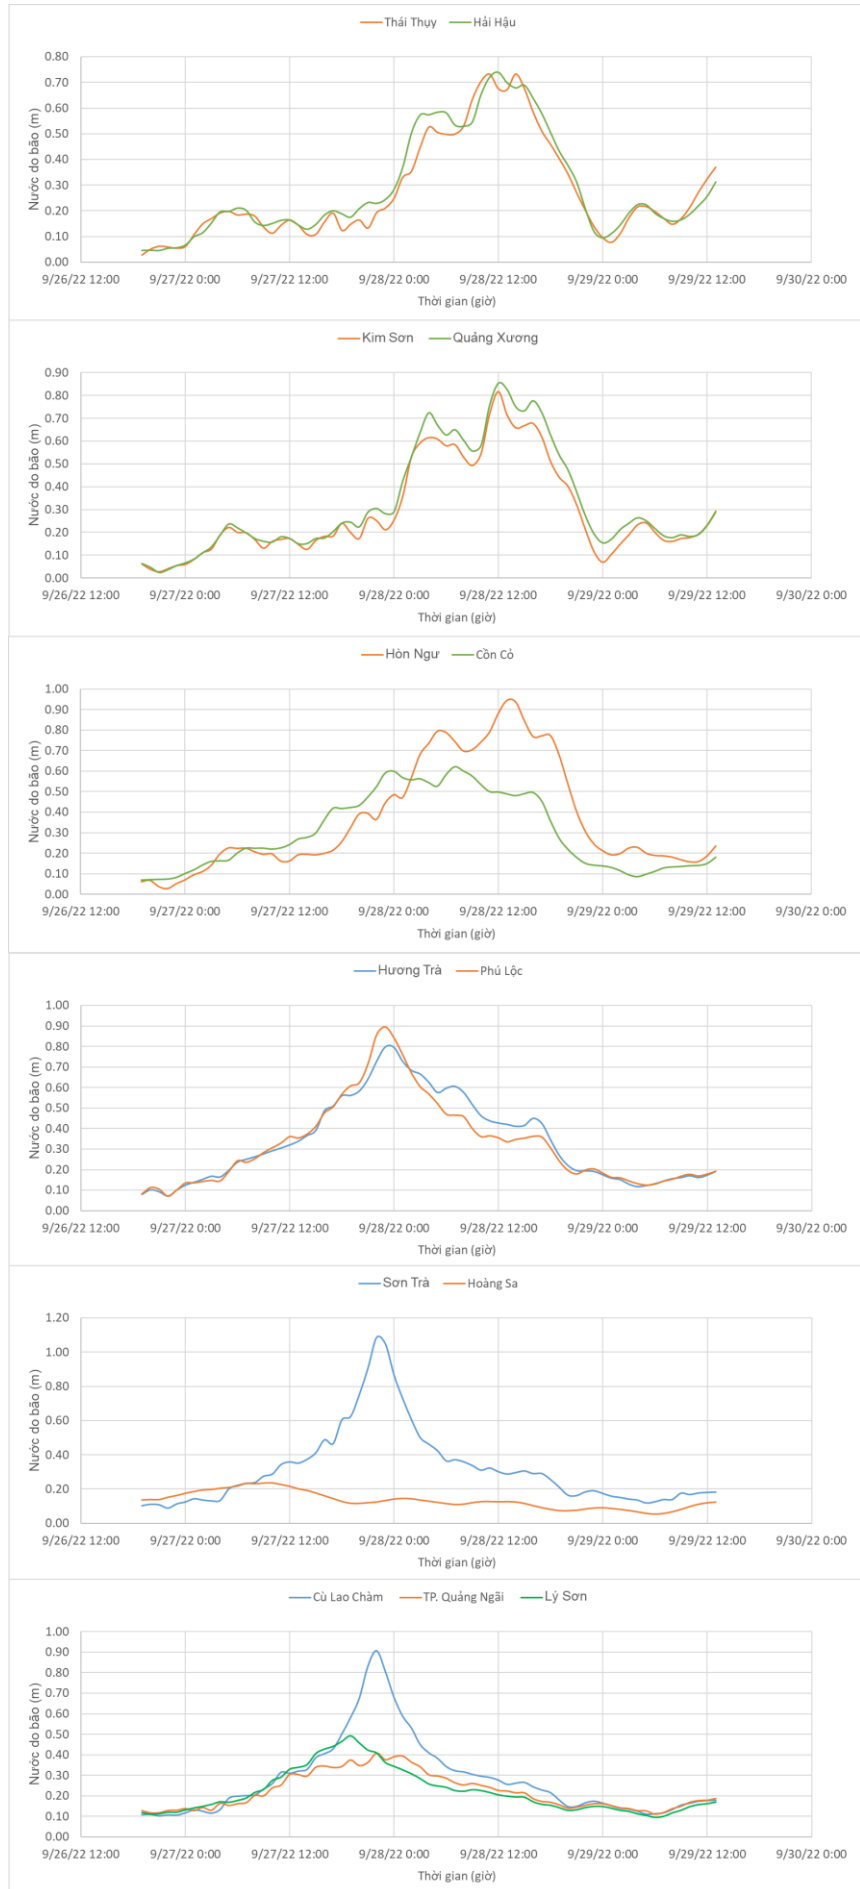 Thái Thụy Hải Hậu
Nước do bão (m)
0.80
0.70
0.60
0.50
0.40
0.30
0.20
0.10
0.00
9/26/22 12:00 9/27/22 0:00 9/27/22 12:00 9/28/22 0:00 9/28/22 12:00 9/29/22 0:00 9/29/22 12:00 9/30/22 0:00
Thời gian (giờ)
Kim Sơn Quảng Xương
Nước do bão (m)
0.90
0.80
0.70
0.60
0.50
0.40
0.30
0.20
0.10
0.00
9/26/22 12:00 9/27/22 0:00 9/27/22 12:00 9/28/22 0:00 9/28/22 12:00 9/29/22 0:00 9/29/22 12:00 9/30/22 0:00
Thời gian (giờ)
Hòn Ngư Cồn Cỏ
Nước do bão (m)
1.00
0.90
0.80
0.70
0.60
0.50
0.40
0.30
0.20
0.10
0.00
9/26/22 12:00 9/27/22 0:00 9/27/22 12:00 9/28/22 0:00 9/28/22 12:00 9/29/22 0:00 9/29/22 12:00 9/30/22 0:00
Thời gian (giờ)
Hương Trà Phú Lộc
Nước do bão (m)
1.00
0.90
0.80
0.70
0.60
0.50
0.40
0.30
0.20
0.10
0.00
9/26/22 12:00 9/27/22 0:00 9/27/22 12:00 9/28/22 0:00 9/28/22 12:00 9/29/22 0:00 9/29/22 12:00 9/30/22 0:00
Thời gian (giờ)
Sơn Trà Hoàng Sa
Nước do bão (m)
1.20
1.00
0.80
0.60
0.40
0.20
0.00
9/26/22 12:00 9/27/22 0:00 9/27/22 12:00 9/28/22 0:00 9/28/22 12:00 9/29/22 0:00 9/29/22 12:00 9/30/22 0:00
Thời gian (giờ)
Cù Lao Chàm TP. Quảng Ngãi Lý Sơn
Nước do bão (m)
1.00
0.90
0.80
0.70
0.60
0.50
0.40
0.30
0.20
0.10
0.00
9/26/22 12:00 9/27/22 0:00 9/27/22 12:00 9/28/22 0:00 9/28/22 12:00 9/29/22 0:00 9/29/22 12:00 9/30/22 0:00
Thời gian (giờ)